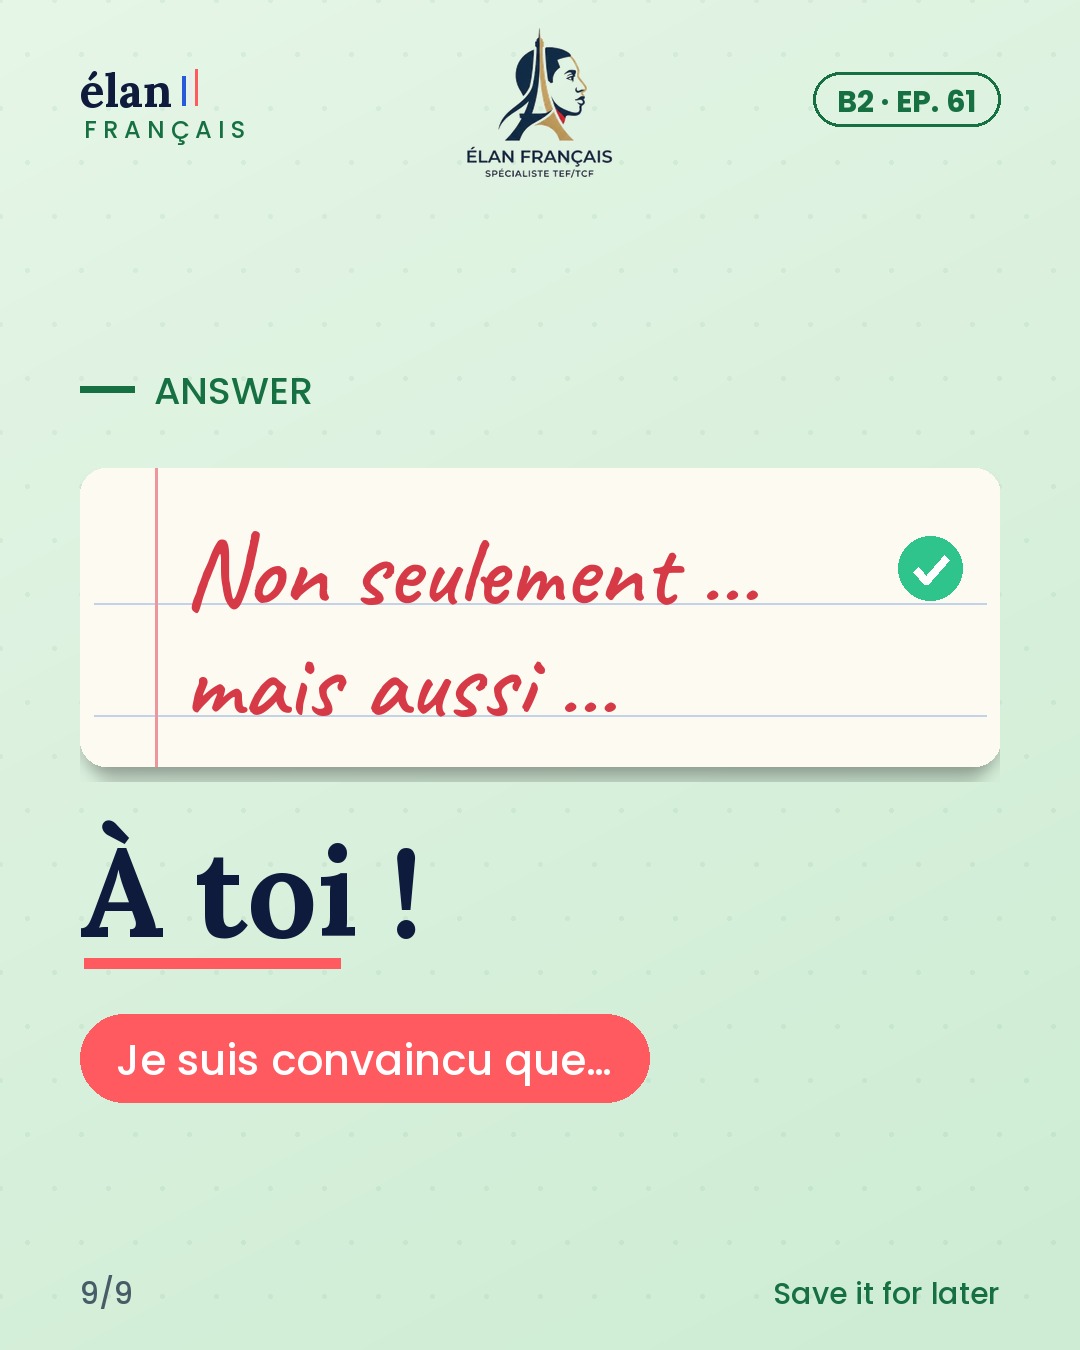 élan
FRANÇAIS
ÉLAN FRANÇAIS
SPÉCIALISTE TEF/TCF
B2 · EP. 61
ANSWER
Non seulement ...
mais aussi ...
À toi !
Je suis convaincu que...
9/9
Save it for later